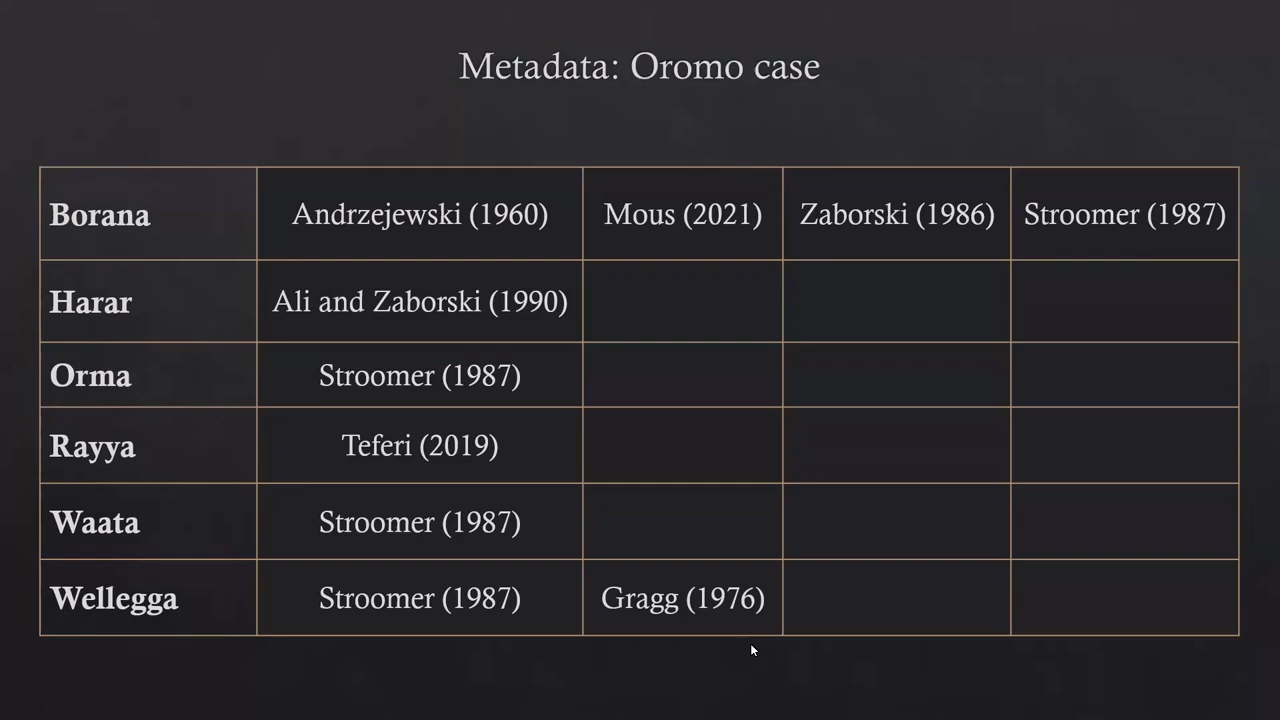 Metadata: Oromo case
Borana Andrzejewski (1960) Mous (2021) Zaborski (1986) Stroomer (1987)
Harar Ali and Zaborski (1990)
Orma Stroomer (1987)
Rayya Teferi (2019)
Waata Stroomer (1987)
Wellegga Stroomer (1987) Gragg (1976)